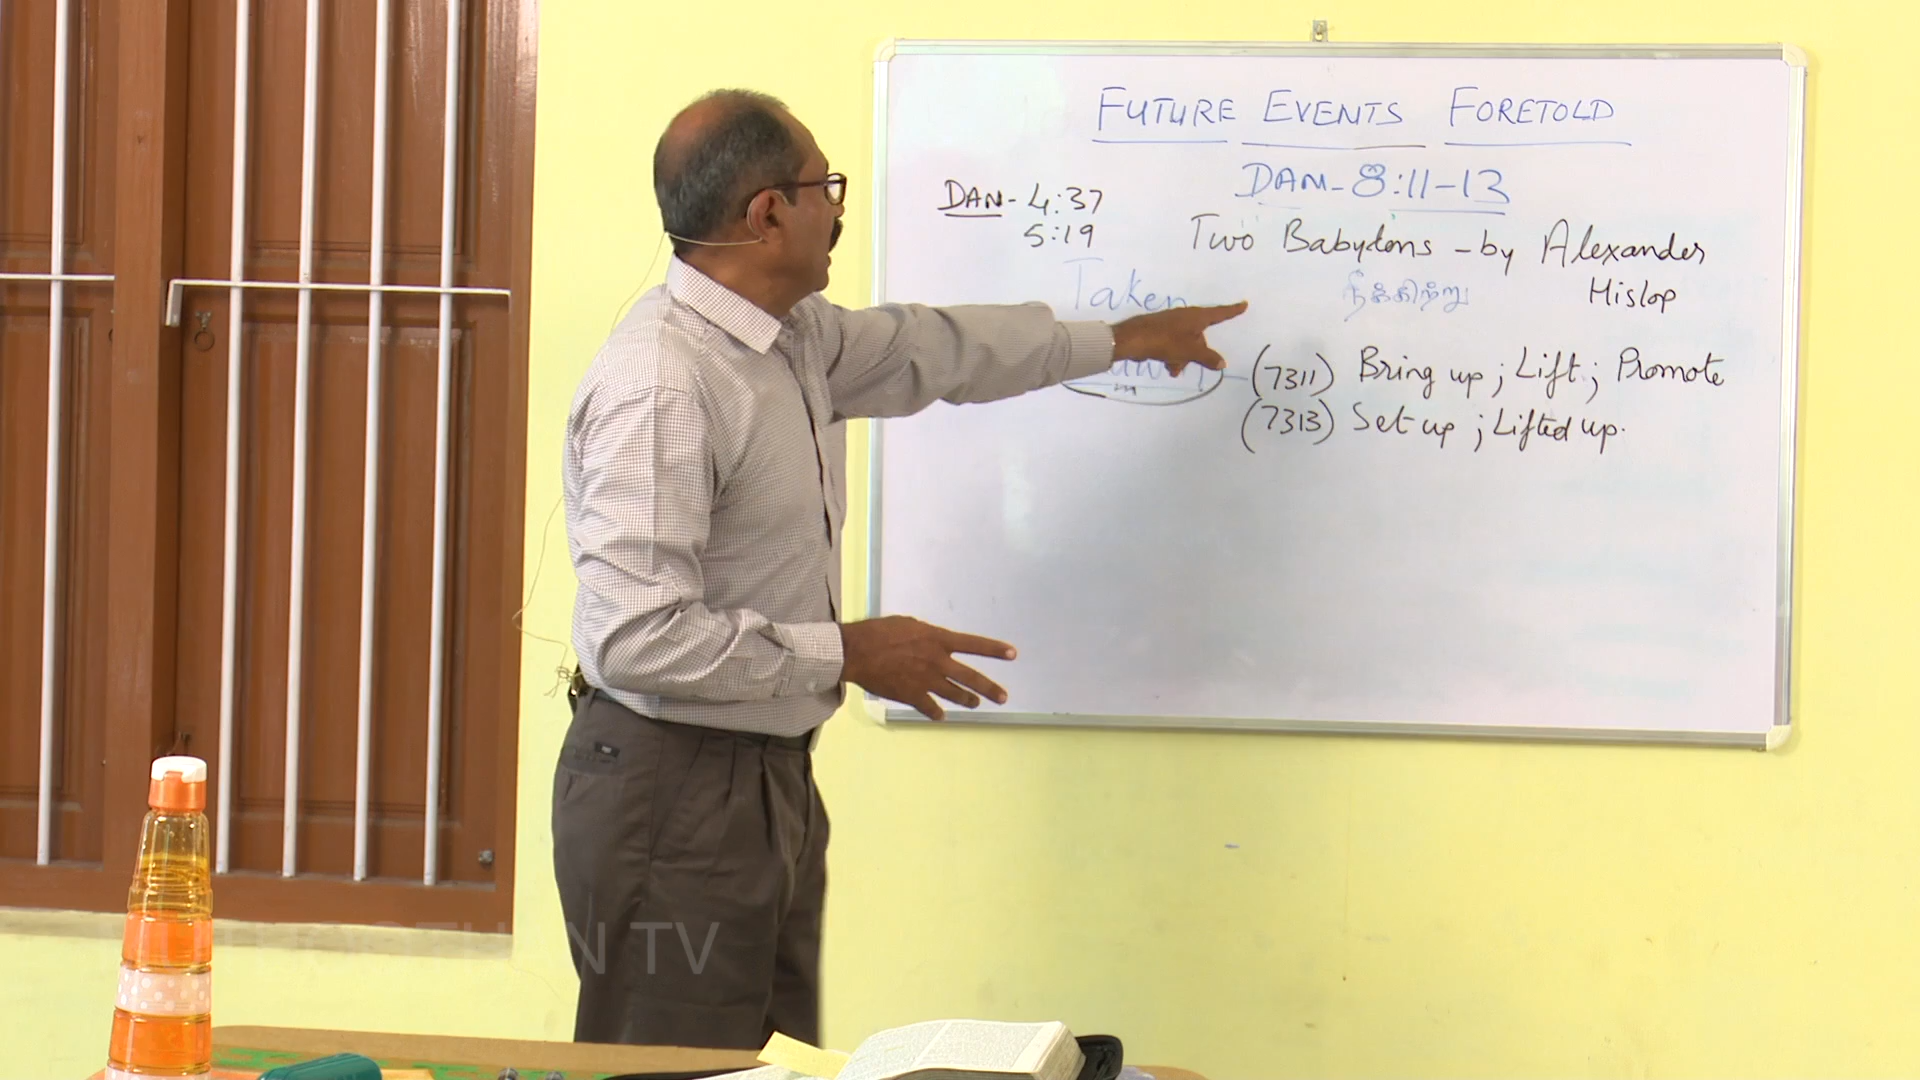 FUTURE EVENTS FORETOLD
DAN - 8:11-13
DAN - 4:37
5:19
Two Babylons - by Alexander
Hislop
Taken
நீக்கிற்று
(7311) Bring up ; Lift ; Promote
(7313) Set up ; Lifted up.
TV